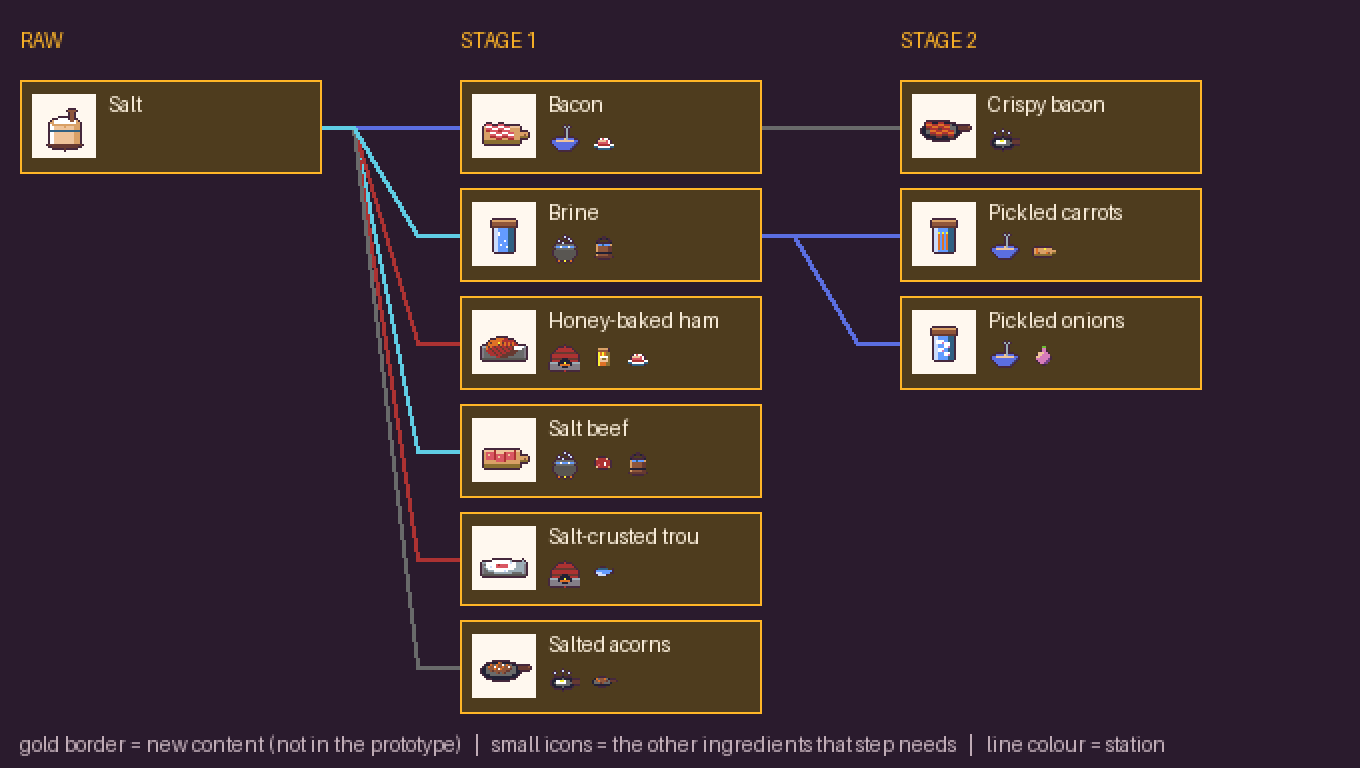 RAW
STAGE 1
STAGE 2
Salt
Bacon
Crispy bacon
Brine
Pickled carrots
Honey-baked ham
Pickled onions
Salt beef
Salt-crusted trou
Salted acorns
gold border = new content (not in the prototype) | small icons = the other ingredients that step needs | line colour = station